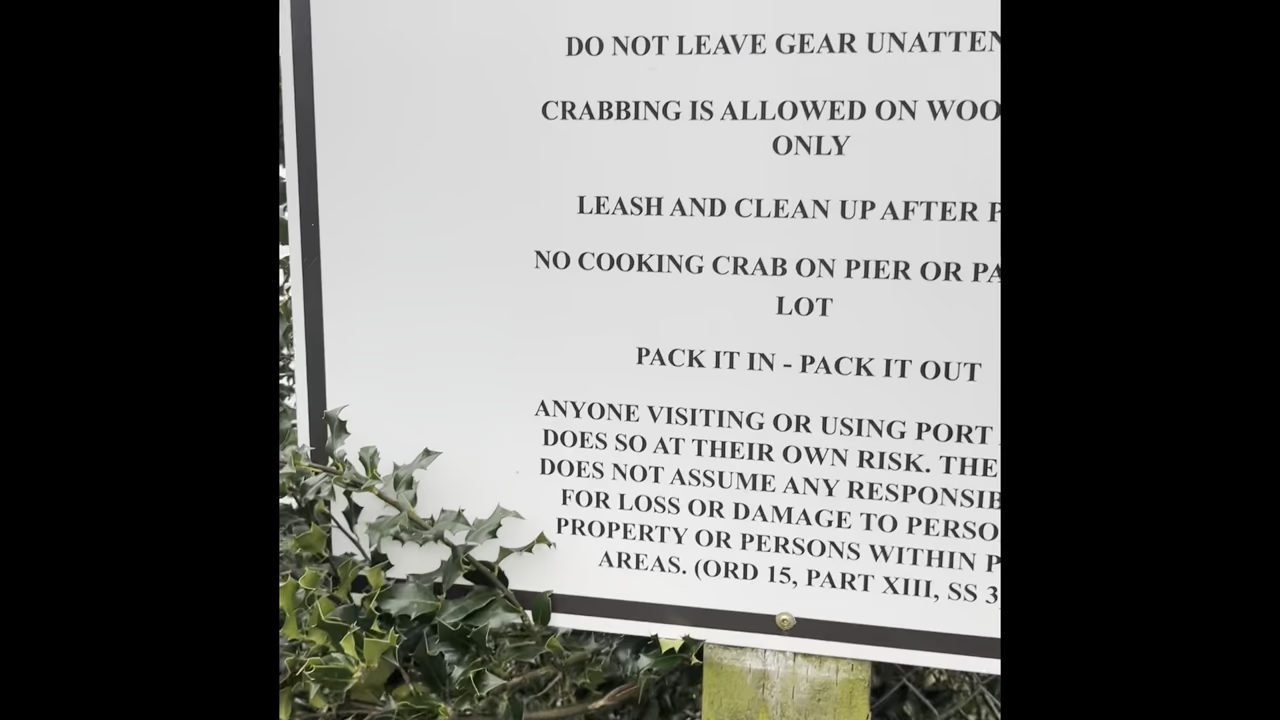 DO NOT LEAVE GEAR UNATTEN
CRABBING IS ALLOWED ON WOO
ONLY
LEASH AND CLEAN UP AFTER P
NO COOKING CRAB ON PIER OR PA
LOT
PACK IT IN - PACK IT OUT
ANYONE VISITING OR USING PORT
DOES SO AT THEIR OWN RISK. THE
DOES NOT ASSUME ANY RESPONSIB
FOR LOSS OR DAMAGE TO PERSO
PROPERTY OR PERSONS WITHIN P
AREAS. (ORD 15, PART XIII, SS 3